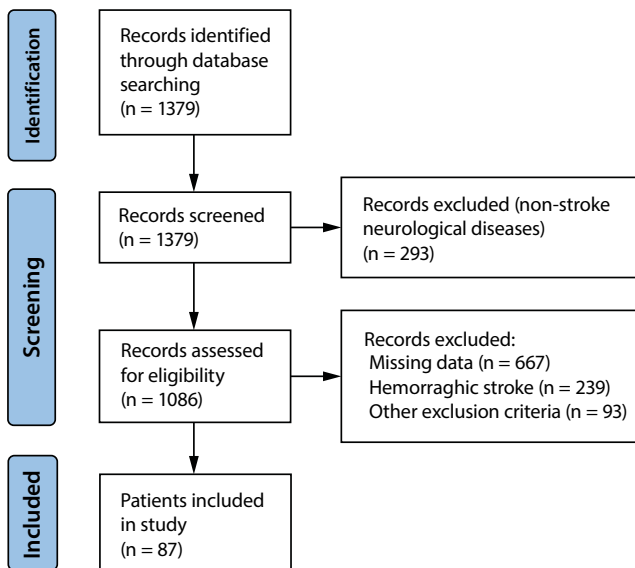 Identification
Records identified
through database
searching
(n = 1379)
Screening
Records screened
(n = 1379)
Records excluded (non-stroke
neurological diseases)
(n = 293)
Records assessed
for eligibility
(n = 1086)
Records excluded:
Missing data (n = 667)
Hemorraghic stroke (n = 239)
Other exclusion criteria (n = 93)
Included
Patients included
in study
(n = 87)